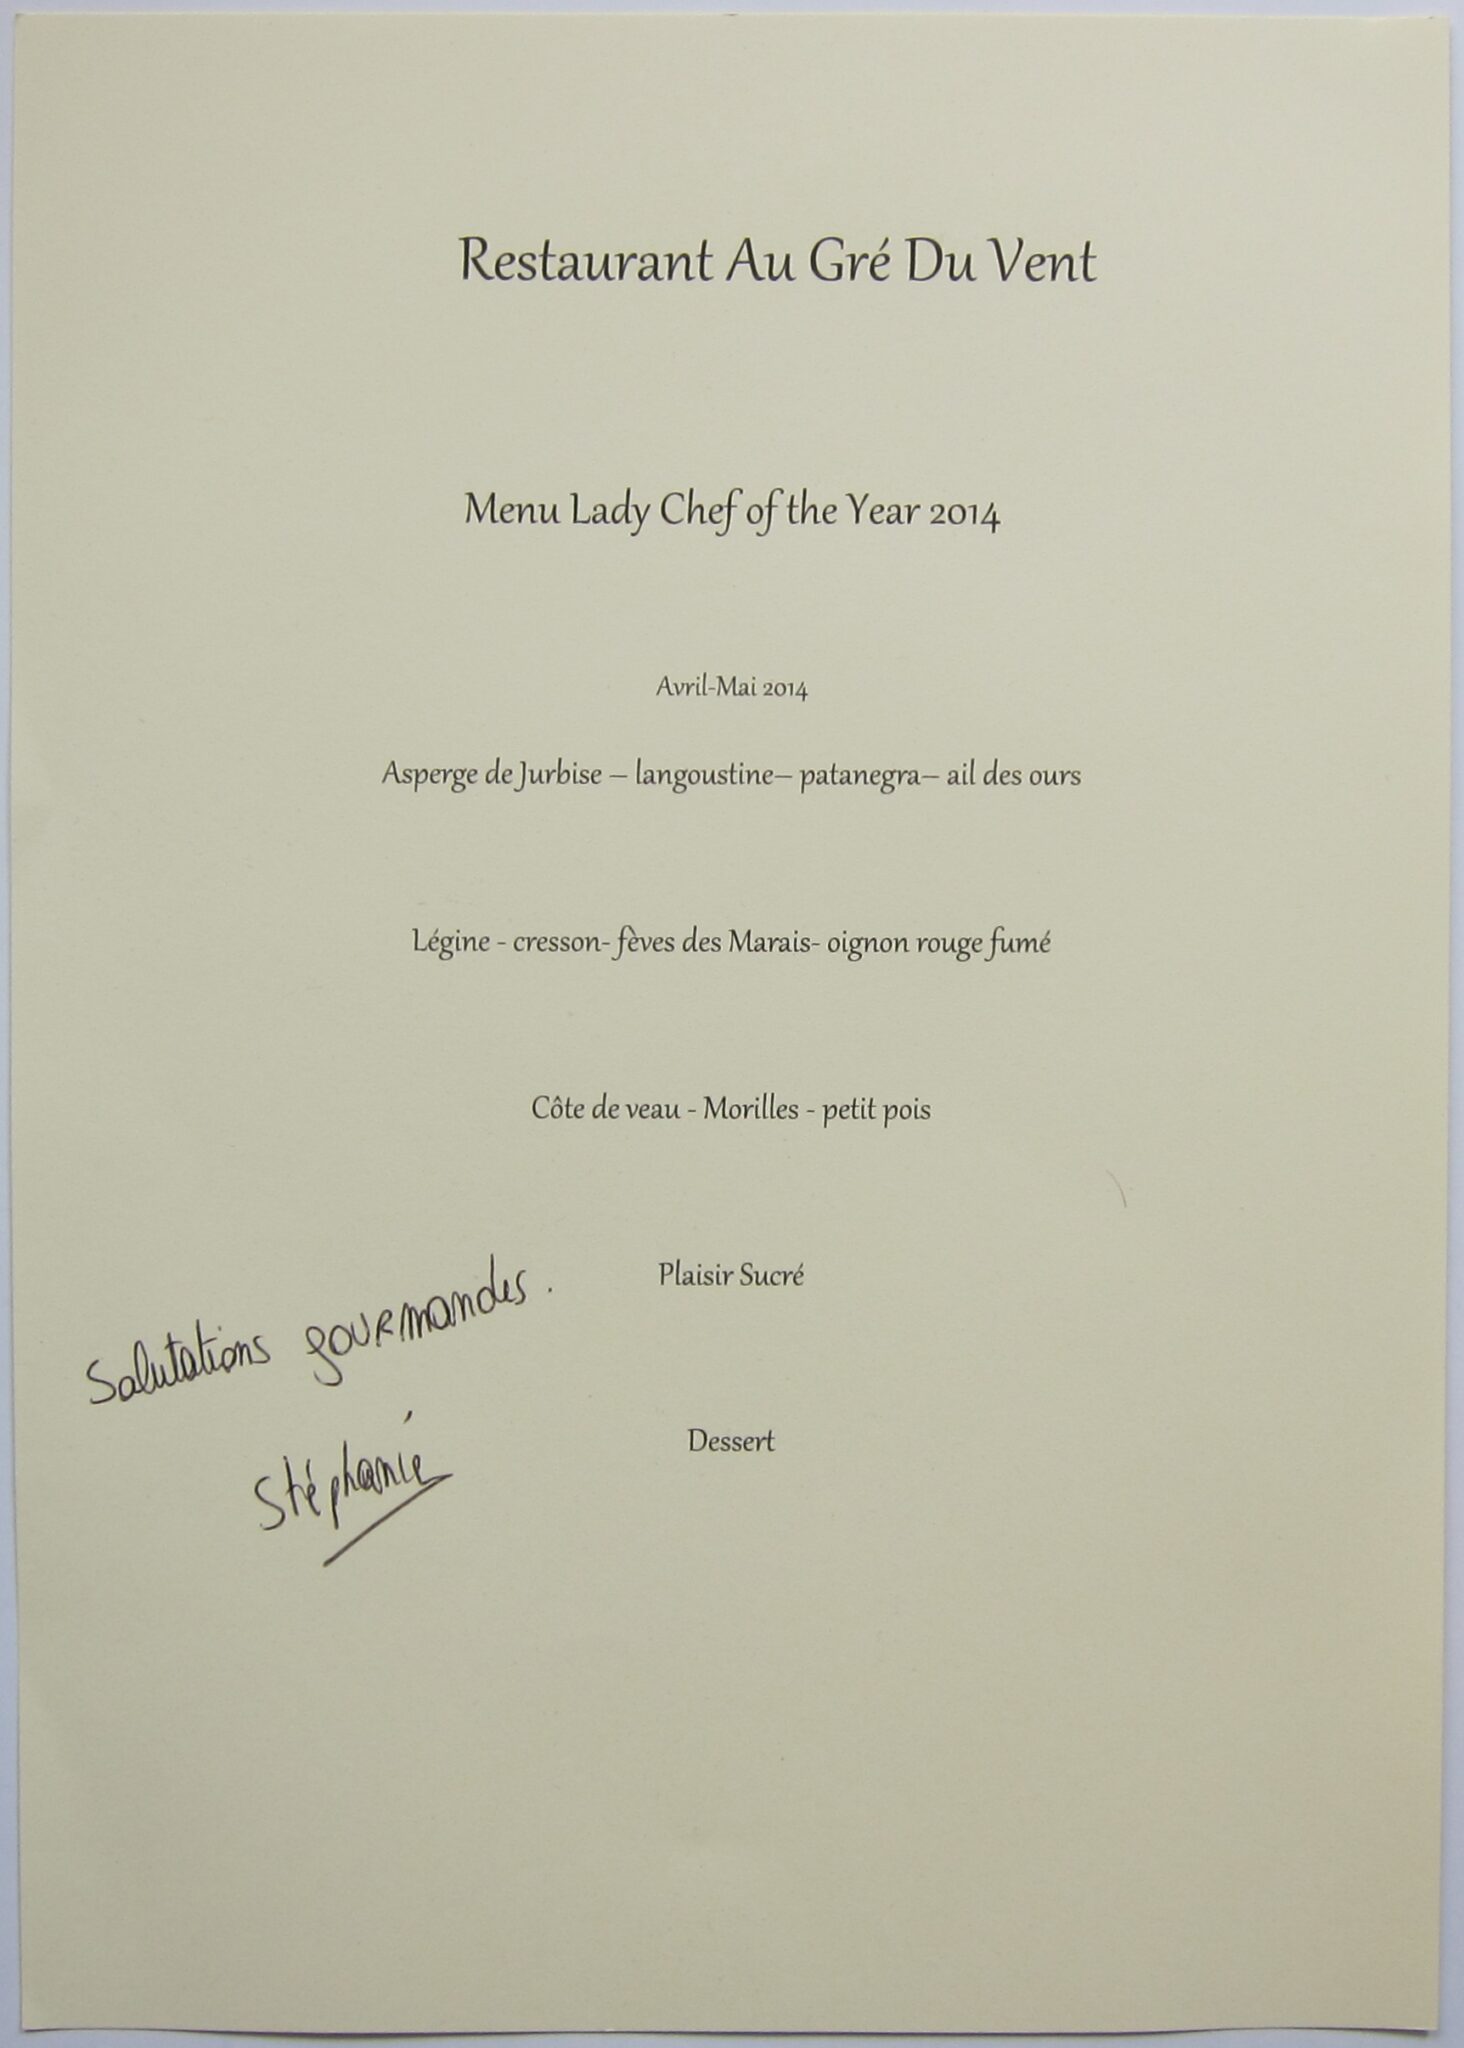 Restaurant Au Gré Du Vent
Menu Lady Chef of the Year 2014
Avril-Mai 2014
Asperge de Jurbise – langoustine– patanegra– ail des ours
Légine - cresson- fèves des Marais- oignon rouge fumé
Côte de veau - Morilles - petit pois
Plaisir Sucré
Salutations gourmandes.
Dessert
Stéphanie